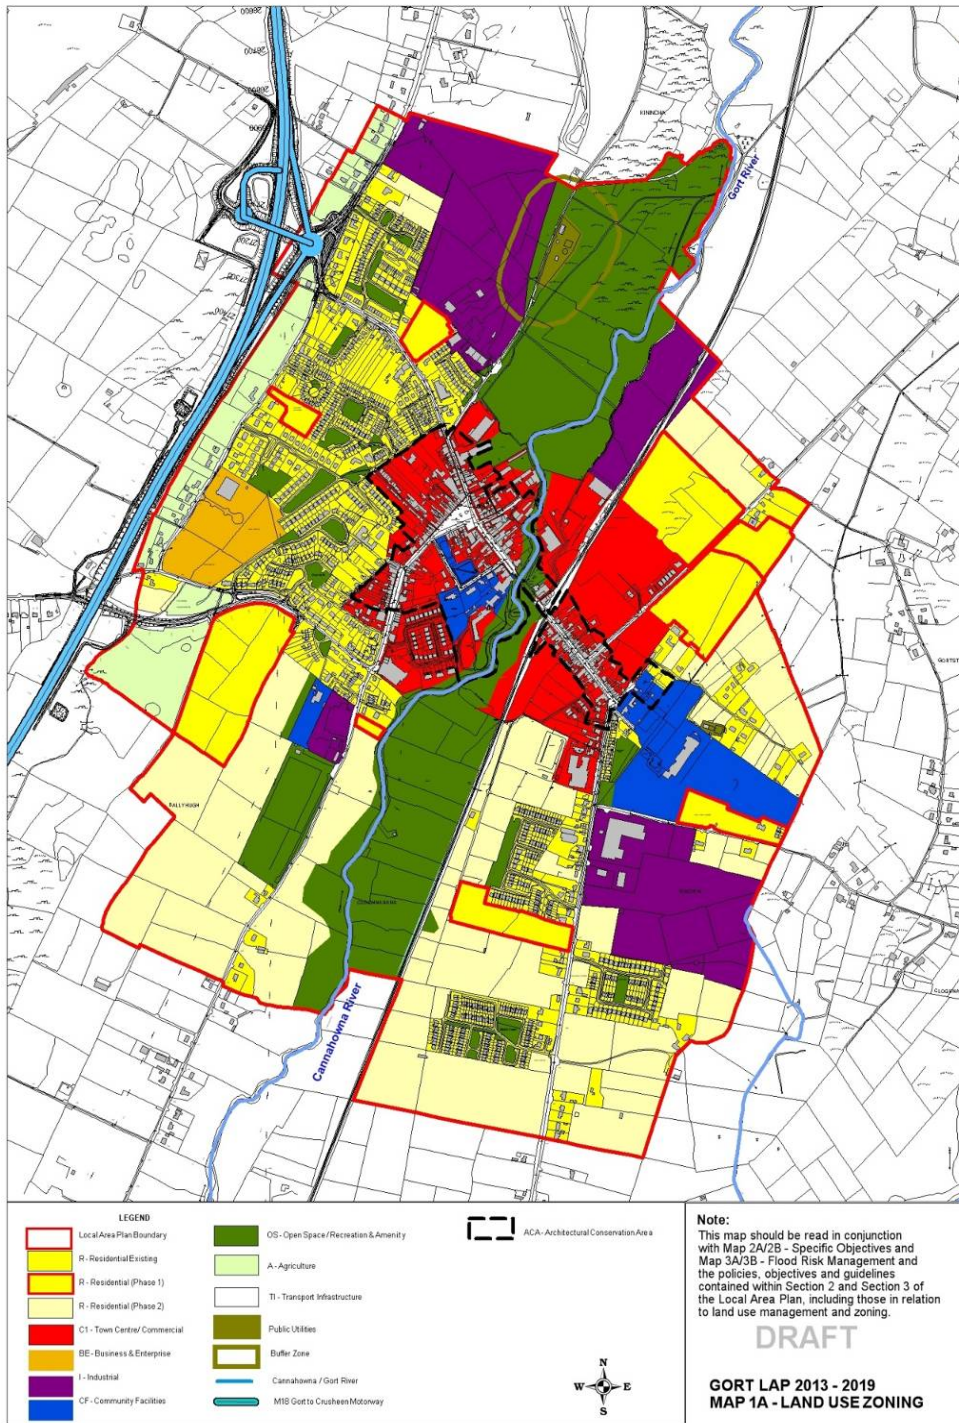 KININCHA
Gort River
BALLYHUGH
Cannahowna River
LEGEND
Local Area Plan Boundary
R - Residential Existing
R - Residential (Phase 1)
R - Residential (Phase 2)
C1 - Town Centre / Commercial
BE - Business & Enterprise
I - Industrial
CF - Community Facilities
OS - Open Space / Recreation & Amenity
A - Agriculture
TI - Transport Infrastructure
Public Utilities
Buffer Zone
Cannahowna / Gort River
M18 Gort to Crusheen Motorway
ACA - Architectural Conservation Area
N
W E
S
Note:
This map should be read in conjunction
with Map 2A/2B - Specific Objectives and
Map 3A/3B - Flood Risk Management and
the policies, objectives and guidelines
contained within Section 2 and Section 3 of
the Local Area Plan, including those in relation
to land use management and zoning.
DRAFT
GORT LAP 2013 - 2019
MAP 1A - LAND USE ZONING